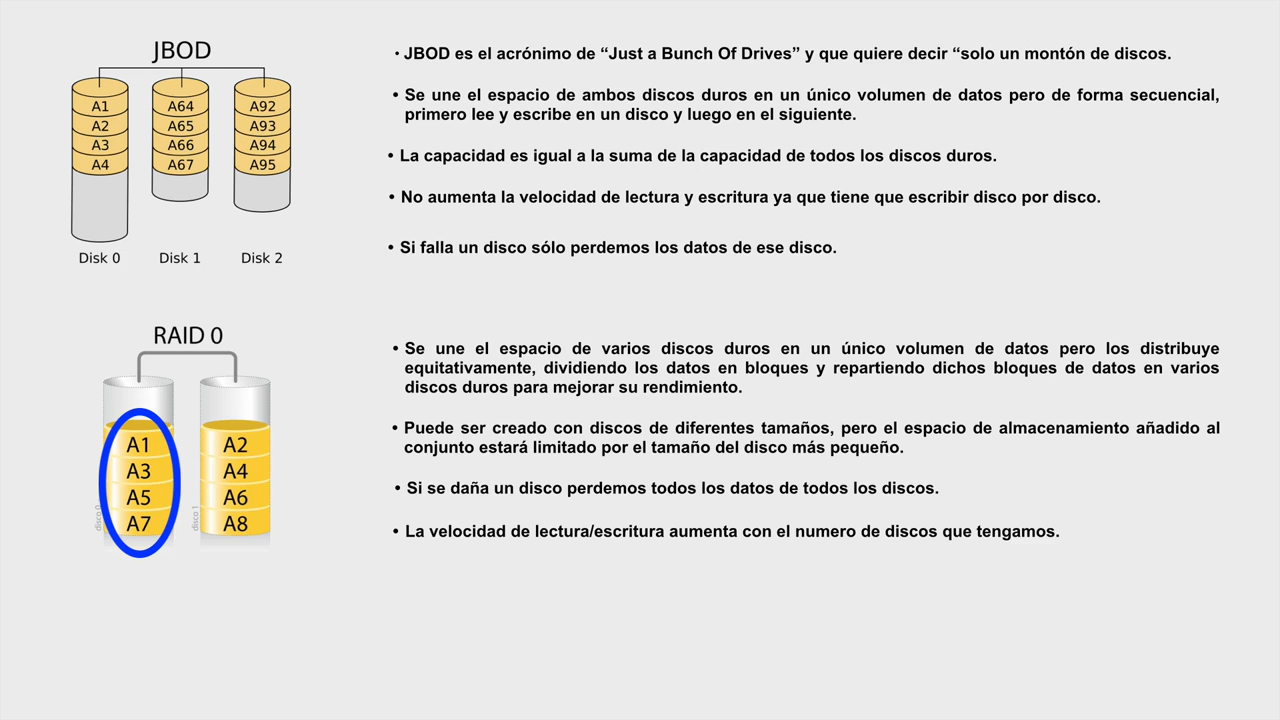 JBOD
A1 A64 A92
A2 A65 A93
A3 A66 A94
A4 A67 A95
Disk 0 Disk 1 Disk 2
• JBOD es el acrónimo de “Just a Bunch Of Drives” y que quiere decir “solo un montón de discos.
• Se une el espacio de ambos discos duros en un único volumen de datos pero de forma secuencial,
primero lee y escribe en un disco y luego en el siguiente.
• La capacidad es igual a la suma de la capacidad de todos los discos duros.
• No aumenta la velocidad de lectura y escritura ya que tiene que escribir disco por disco.
• Si falla un disco sólo perdemos los datos de ese disco.
RAID 0
A1 A2
A3 A4
A5 A6
A7 A8
disco 0
disco 1
• Se une el espacio de varios discos duros en un único volumen de datos pero los distribuye
equitativamente, dividiendo los datos en bloques y repartiendo dichos bloques de datos en varios
discos duros para mejorar su rendimiento.
• Puede ser creado con discos de diferentes tamaños, pero el espacio de almacenamiento añadido al
conjunto estará limitado por el tamaño del disco más pequeño.
• Si se daña un disco perdemos todos los datos de todos los discos.
• La velocidad de lectura/escritura aumenta con el numero de discos que tengamos.